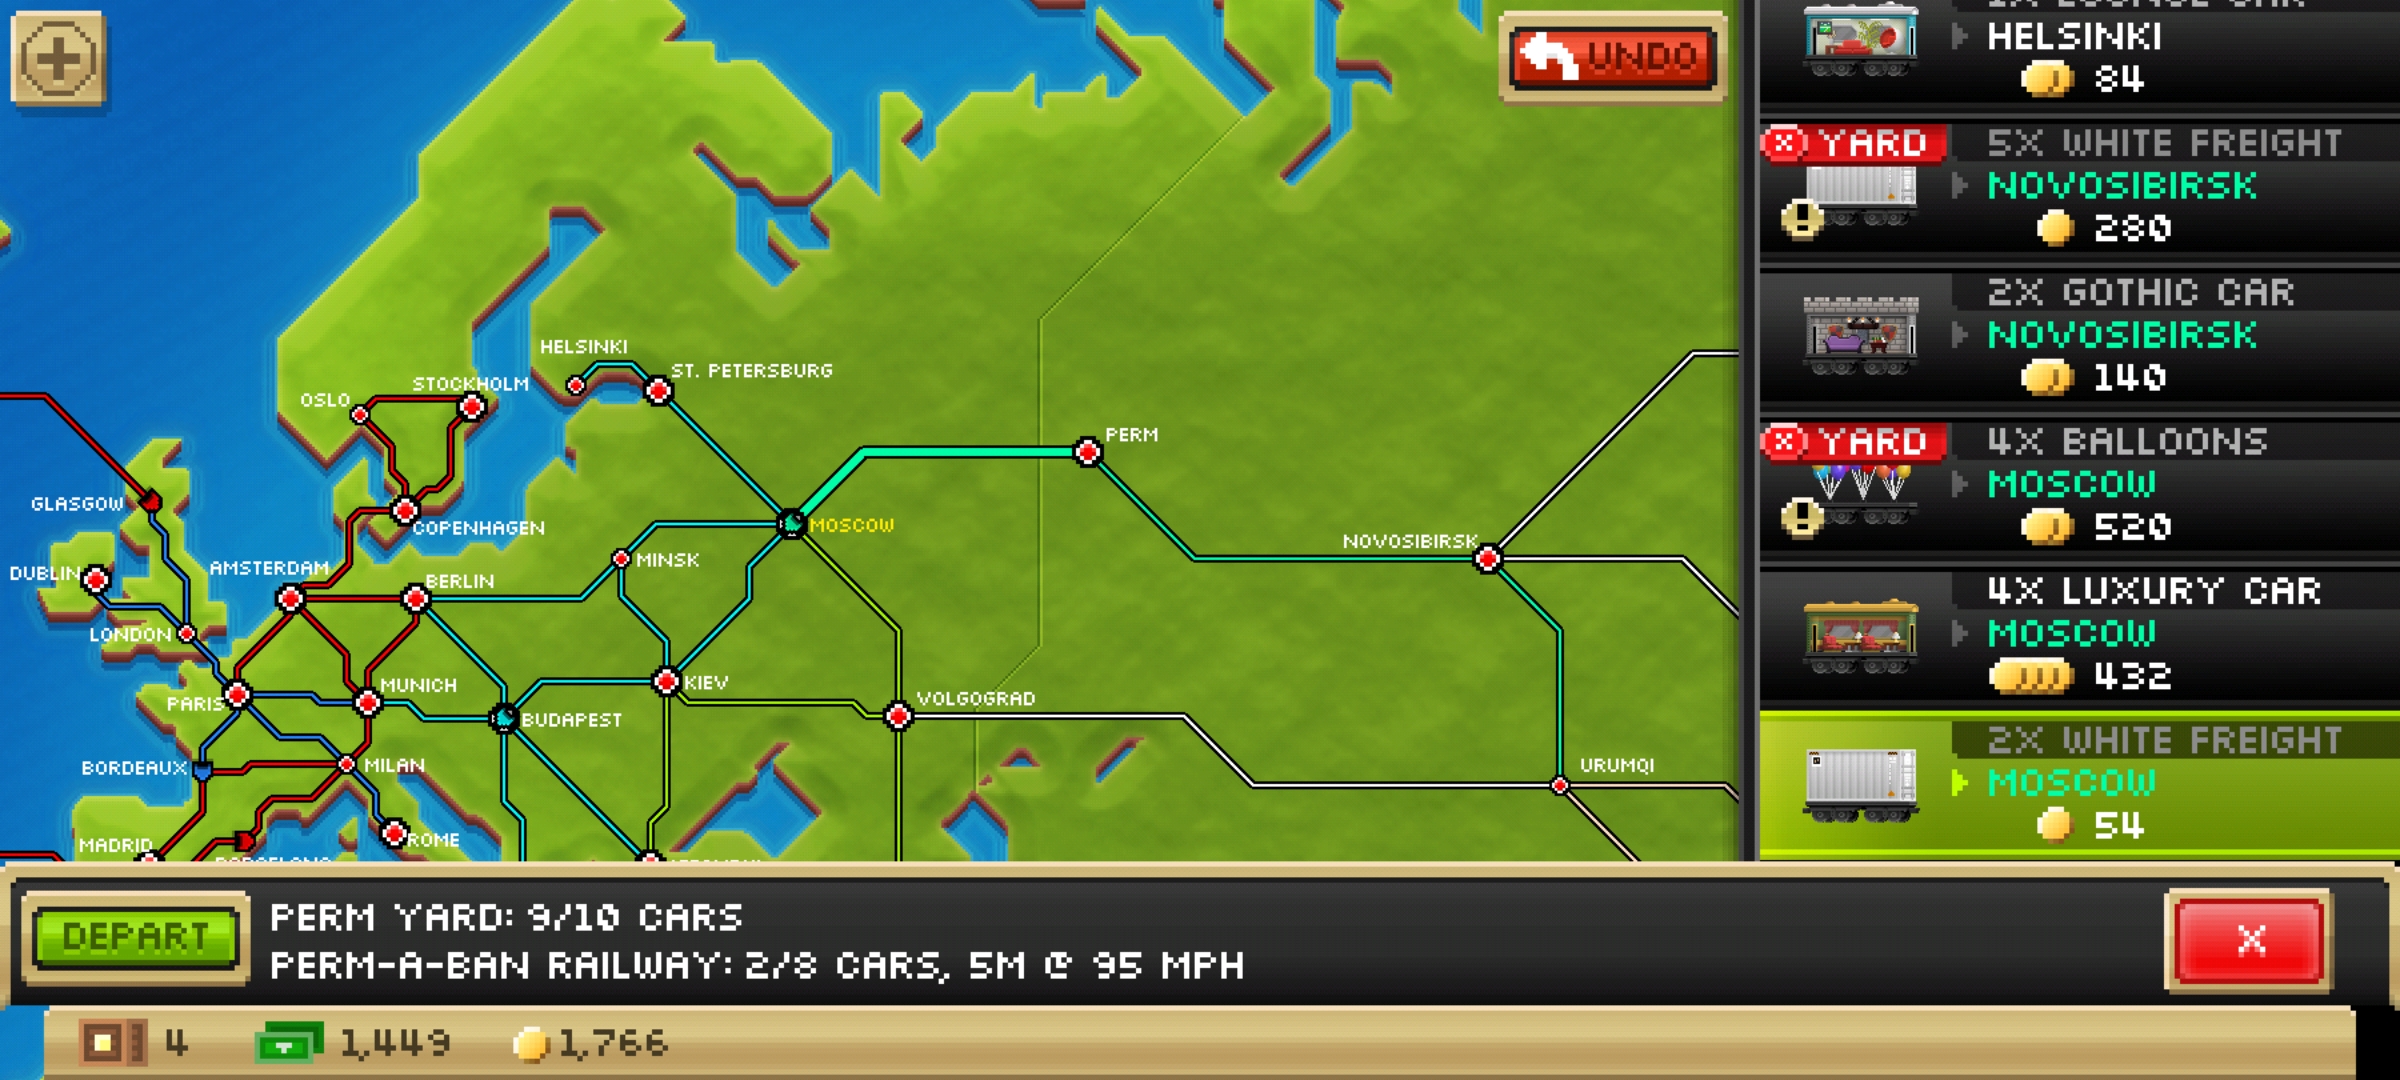 UNDO
HELSINKI
84
YARD
5X WHITE FREIGHT
NOVOSIBIRSK
280
2X GOTHIC CAR
NOVOSIBIRSK
140
YARD
4X BALLOONS
MOSCOW
520
4X LUXURY CAR
MOSCOW
432
2X WHITE FREIGHT
MOSCOW
54
HELSINKI
ST. PETERSBURG
STOCKHOLM
OSLO
PERM
GLASGOW
COPENHAGEN
MOSCOW
NOVOSIBIRSK
MINSK
DUBLIN
AMSTERDAM
BERLIN
LONDON
MUNICH
KIEV
VOLGOGRAD
PARIS
BUDAPEST
BORDEAUX
MILAN
URUMQI
MADRID
ROME
DEPART
PERM YARD: 9/10 CARS
PERM-A-BAN RAILWAY: 2/8 CARS, 5M @ 95 MPH
X
4
1,449
1,766